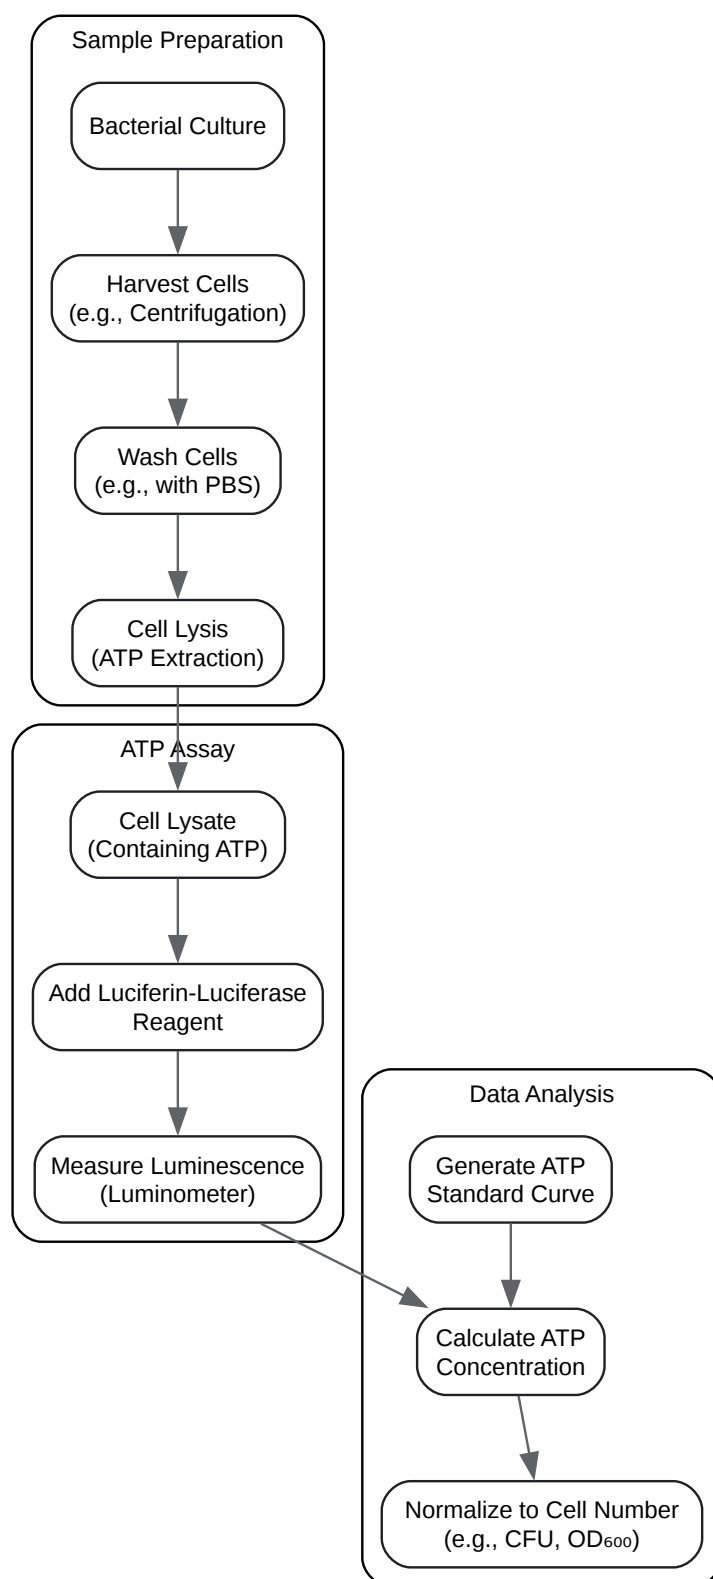 Sample Preparation
Bacterial Culture
Harvest Cells
(e.g., Centrifugation)
Wash Cells
(e.g., with PBS)
Cell Lysis
(ATP Extraction)
ATP Assay
Cell Lysate
(Containing ATP)
Add Luciferin-Luciferase
Reagent
Measure Luminescence
(Luminometer)
Data Analysis
Generate ATP
Standard Curve
Calculate ATP
Concentration
Normalize to Cell Number
(e.g., CFU, OD₆₀₀)